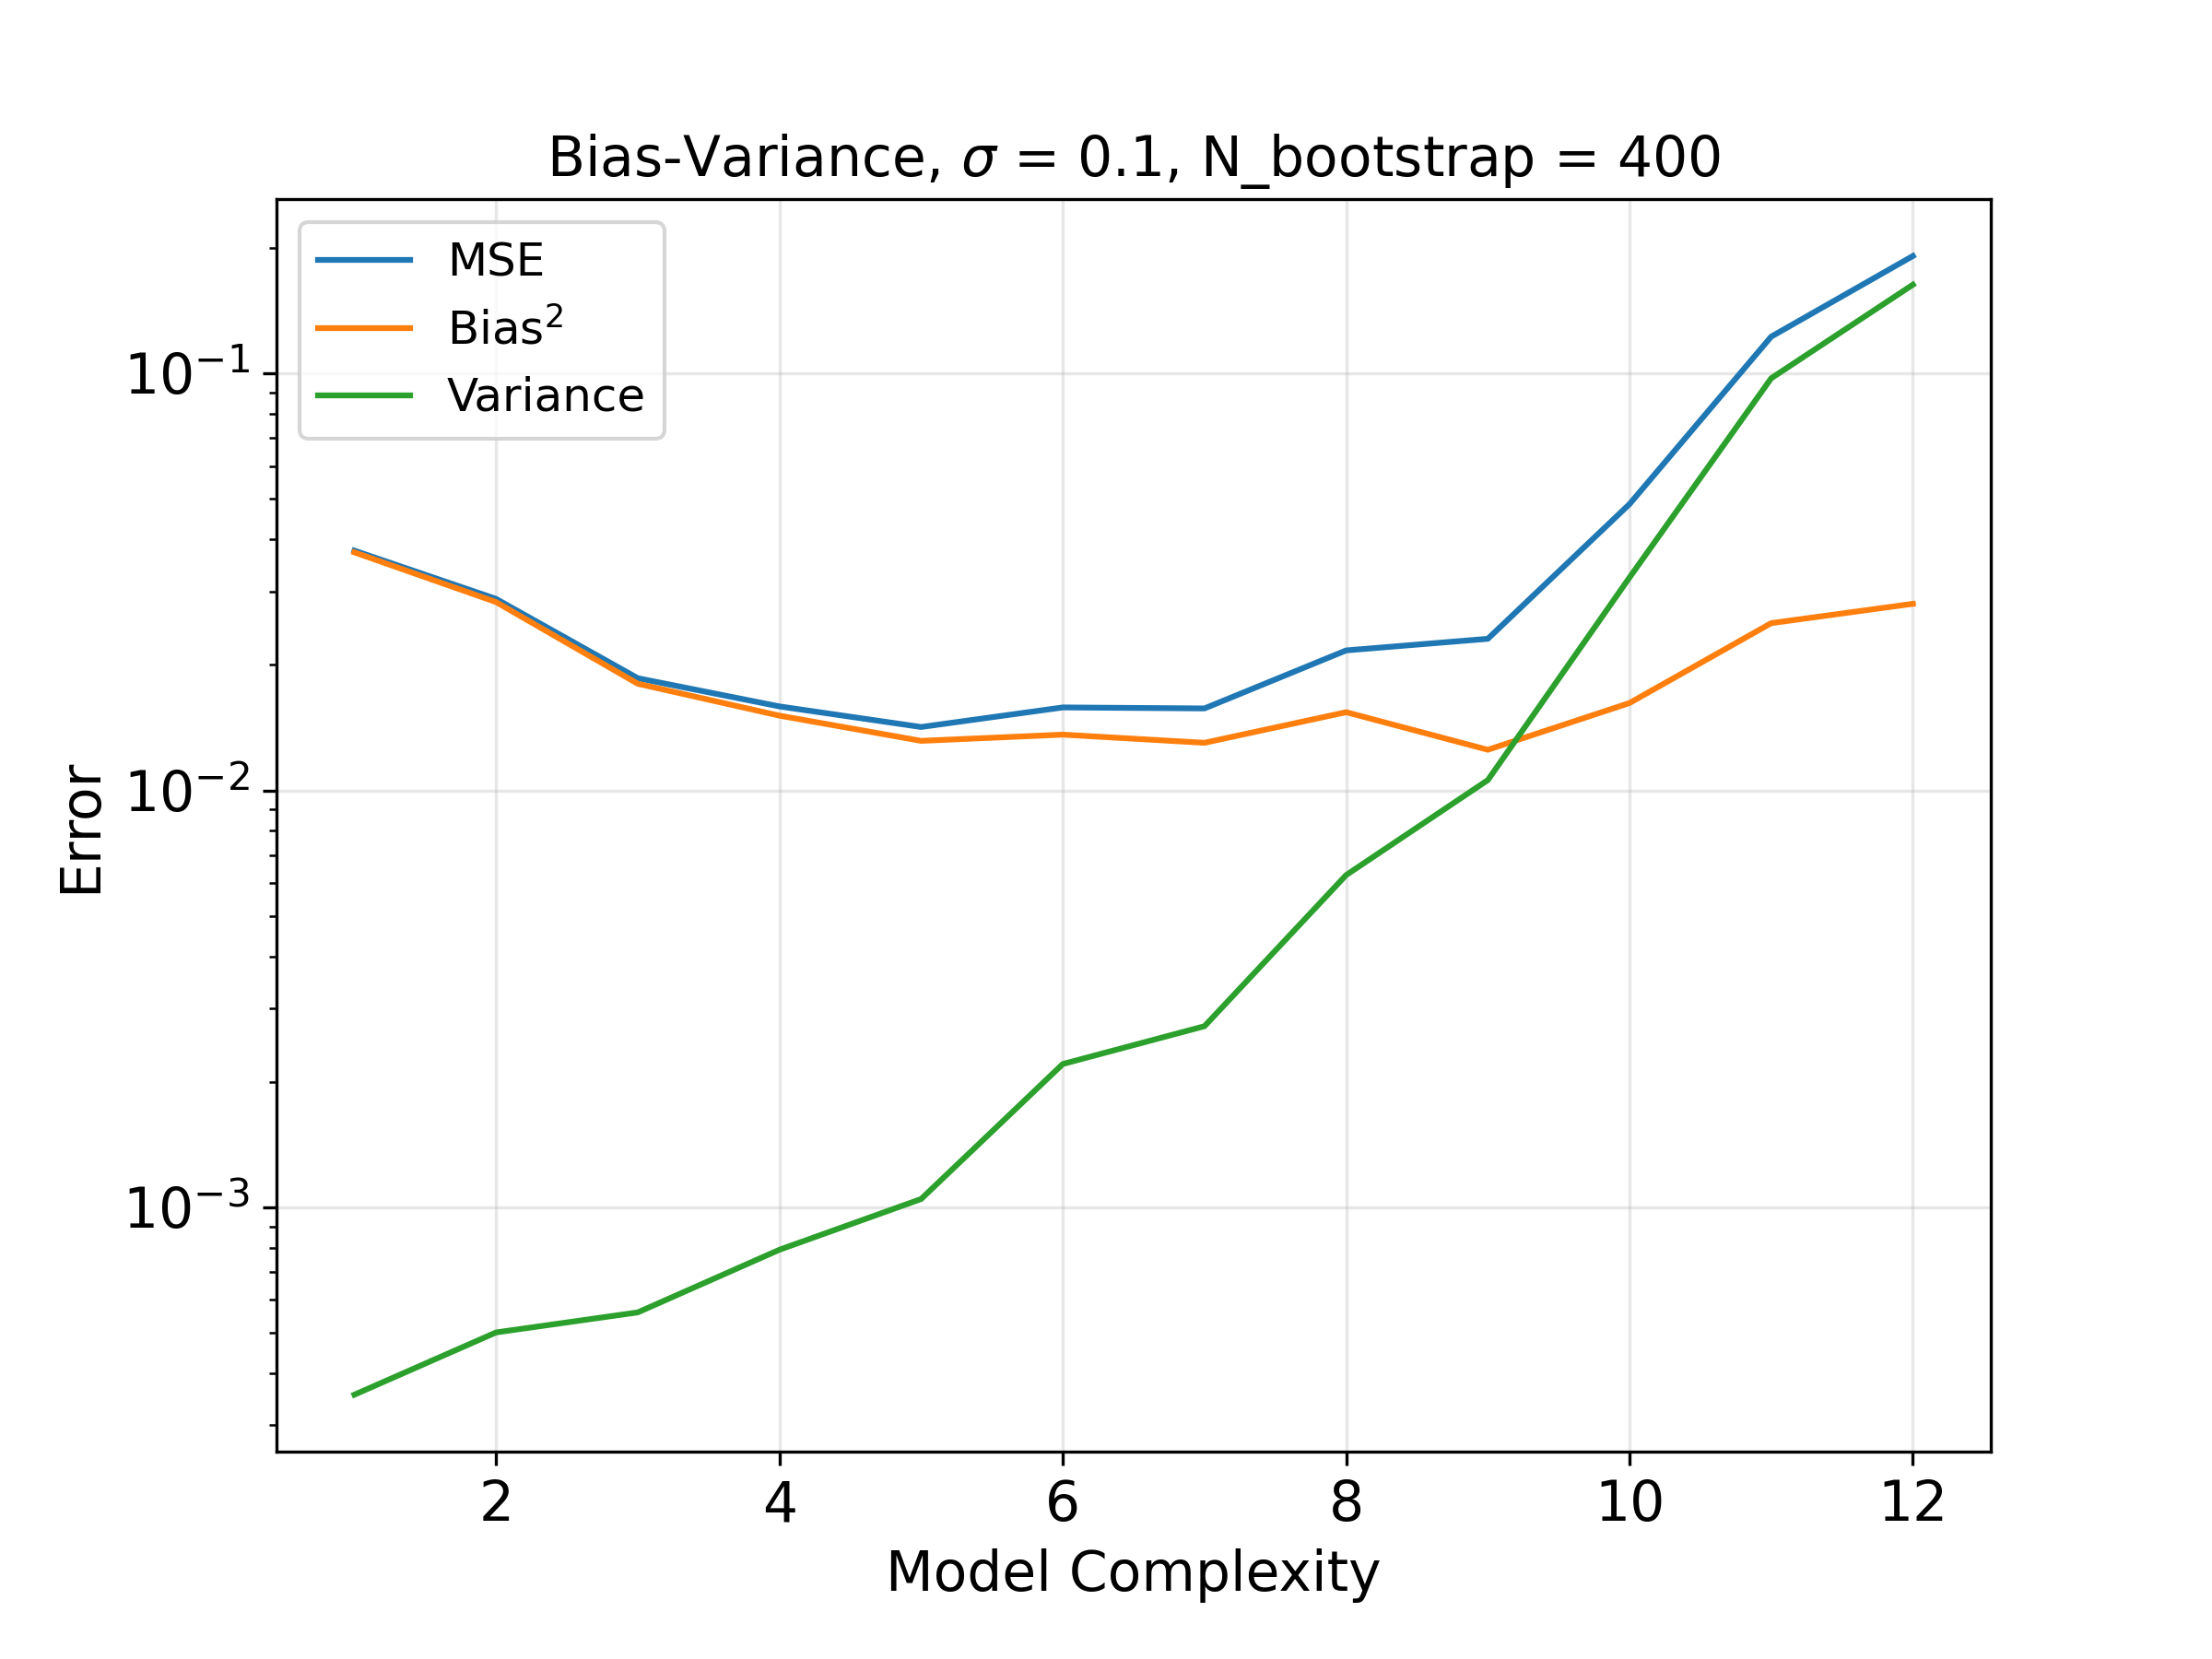 Bias-Variance, σ = 0.1, N_bootstrap = 400
MSE
Bias²
Variance
Error
10⁻¹
10⁻²
10⁻³
2 4 6 8 10 12
Model Complexity